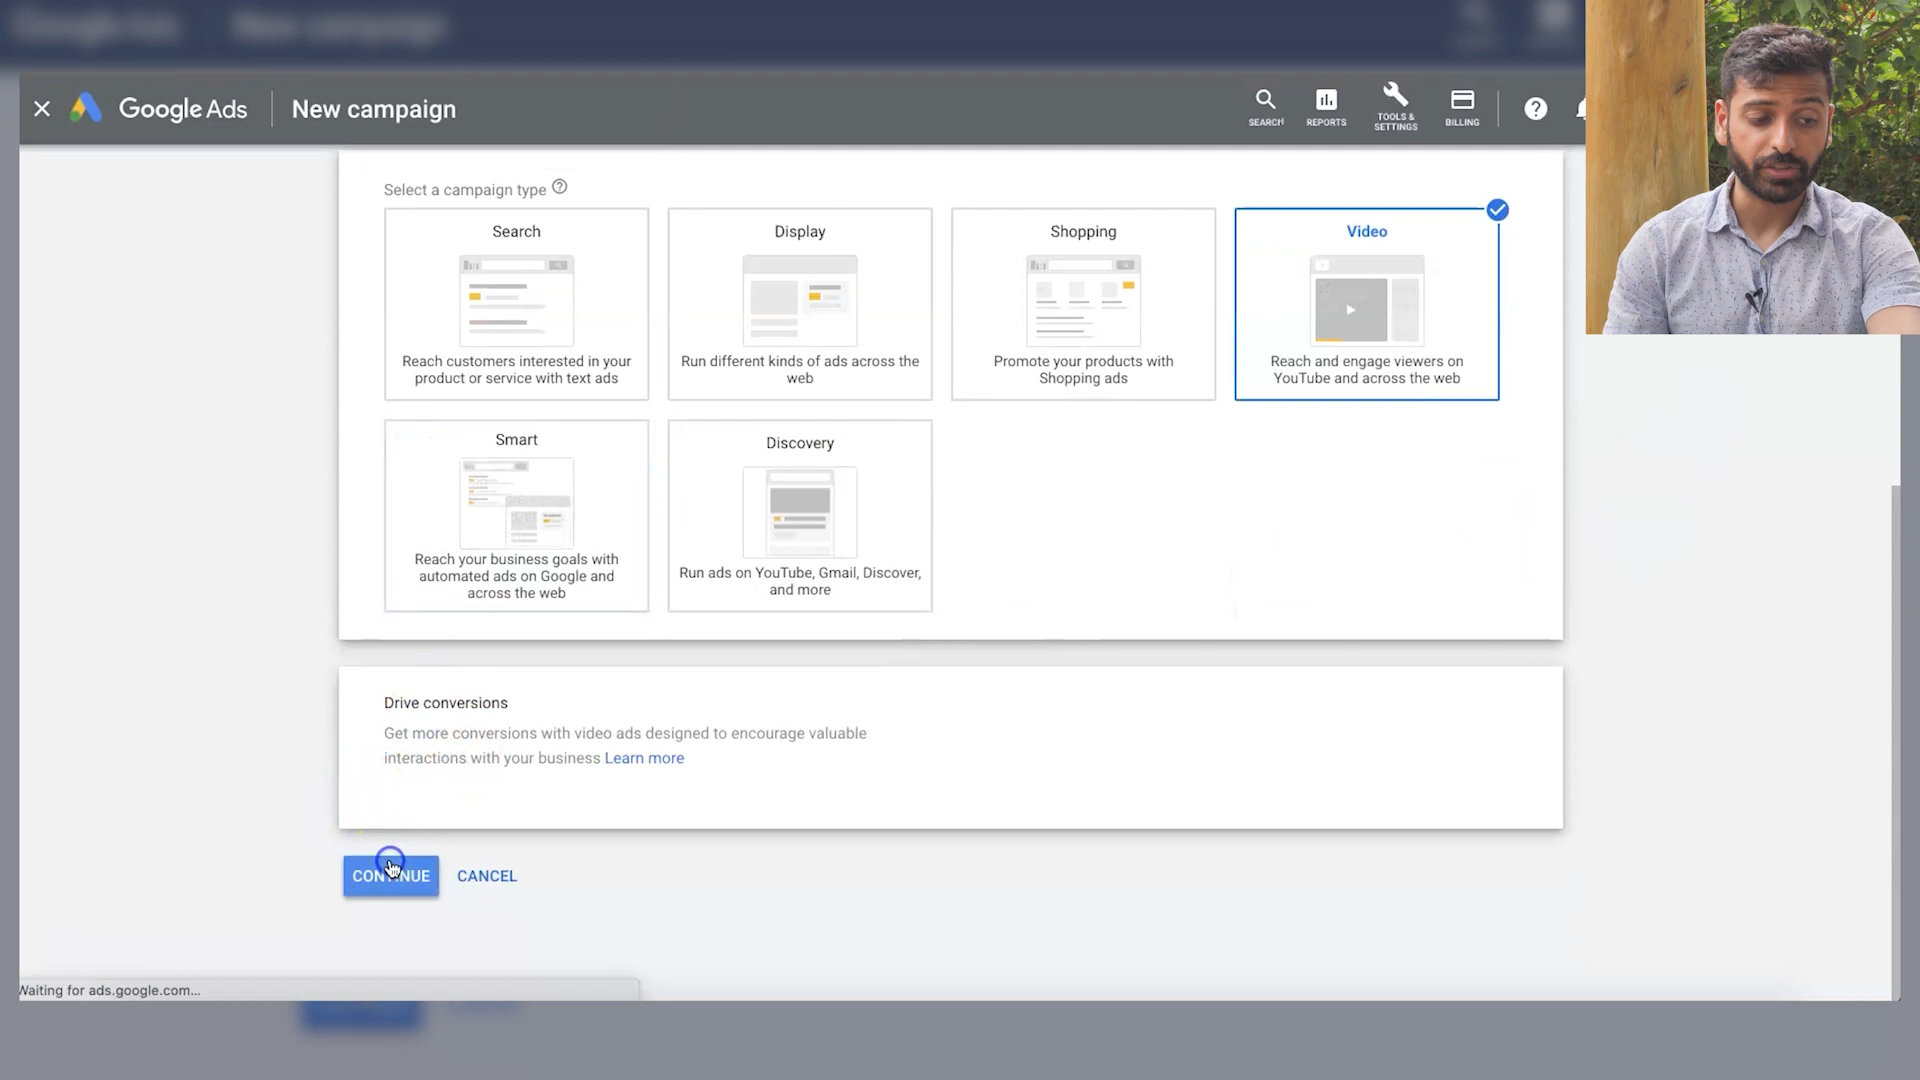 Google Ads
New campaign
Google Ads
New campaign
SEARCH
REPORTS
TOOLS &
SETTINGS
BILLING
Select a campaign type
Search
Reach customers interested in your
product or service with text ads
Display
Run different kinds of ads across the
web
Shopping
Promote your products with
Shopping ads
Video
Reach and engage viewers on
YouTube and across the web
Smart
Reach your business goals with
automated ads on Google and
across the web
Discovery
Run ads on YouTube, Gmail, Discover,
and more
Drive conversions
Get more conversions with video ads designed to encourage valuable
interactions with your business Learn more
CONTINUE
CANCEL
Waiting for ads.google.com...